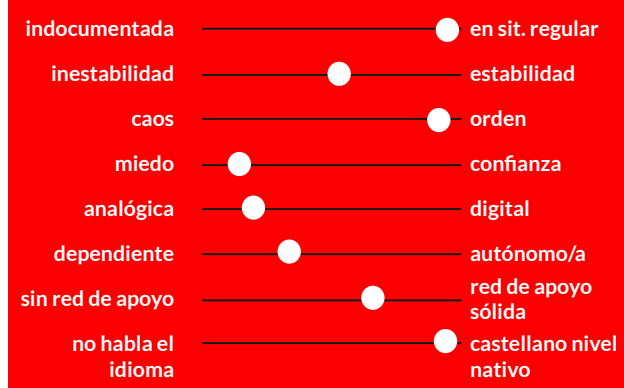 indocumentada en sit. regular
inestabilidad estabilidad
caos orden
miedo confianza
analógica digital
dependiente autónomo/a
sin red de apoyo red de apoyo
sólida
no habla el castellano nivel
idioma nativo